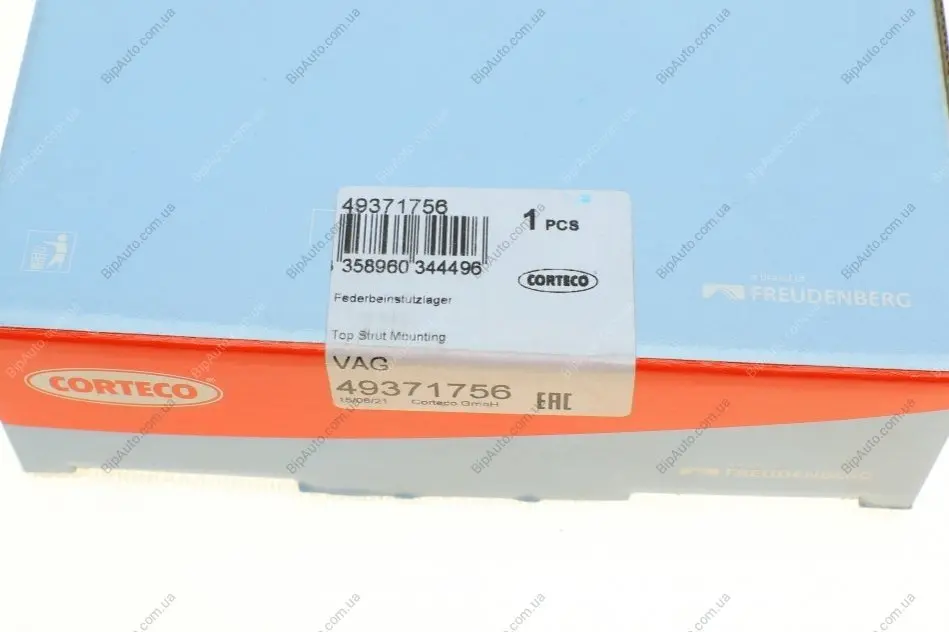 49371756
1 PCS
358960 344496
CORTECO
Federbeinstützlager
Top Strut Mounting
VAG
49371756
Corteco GmbH
EAC
FREUDENBERG
CORTECO
FREUDENBERG
BipAuto.com.ua